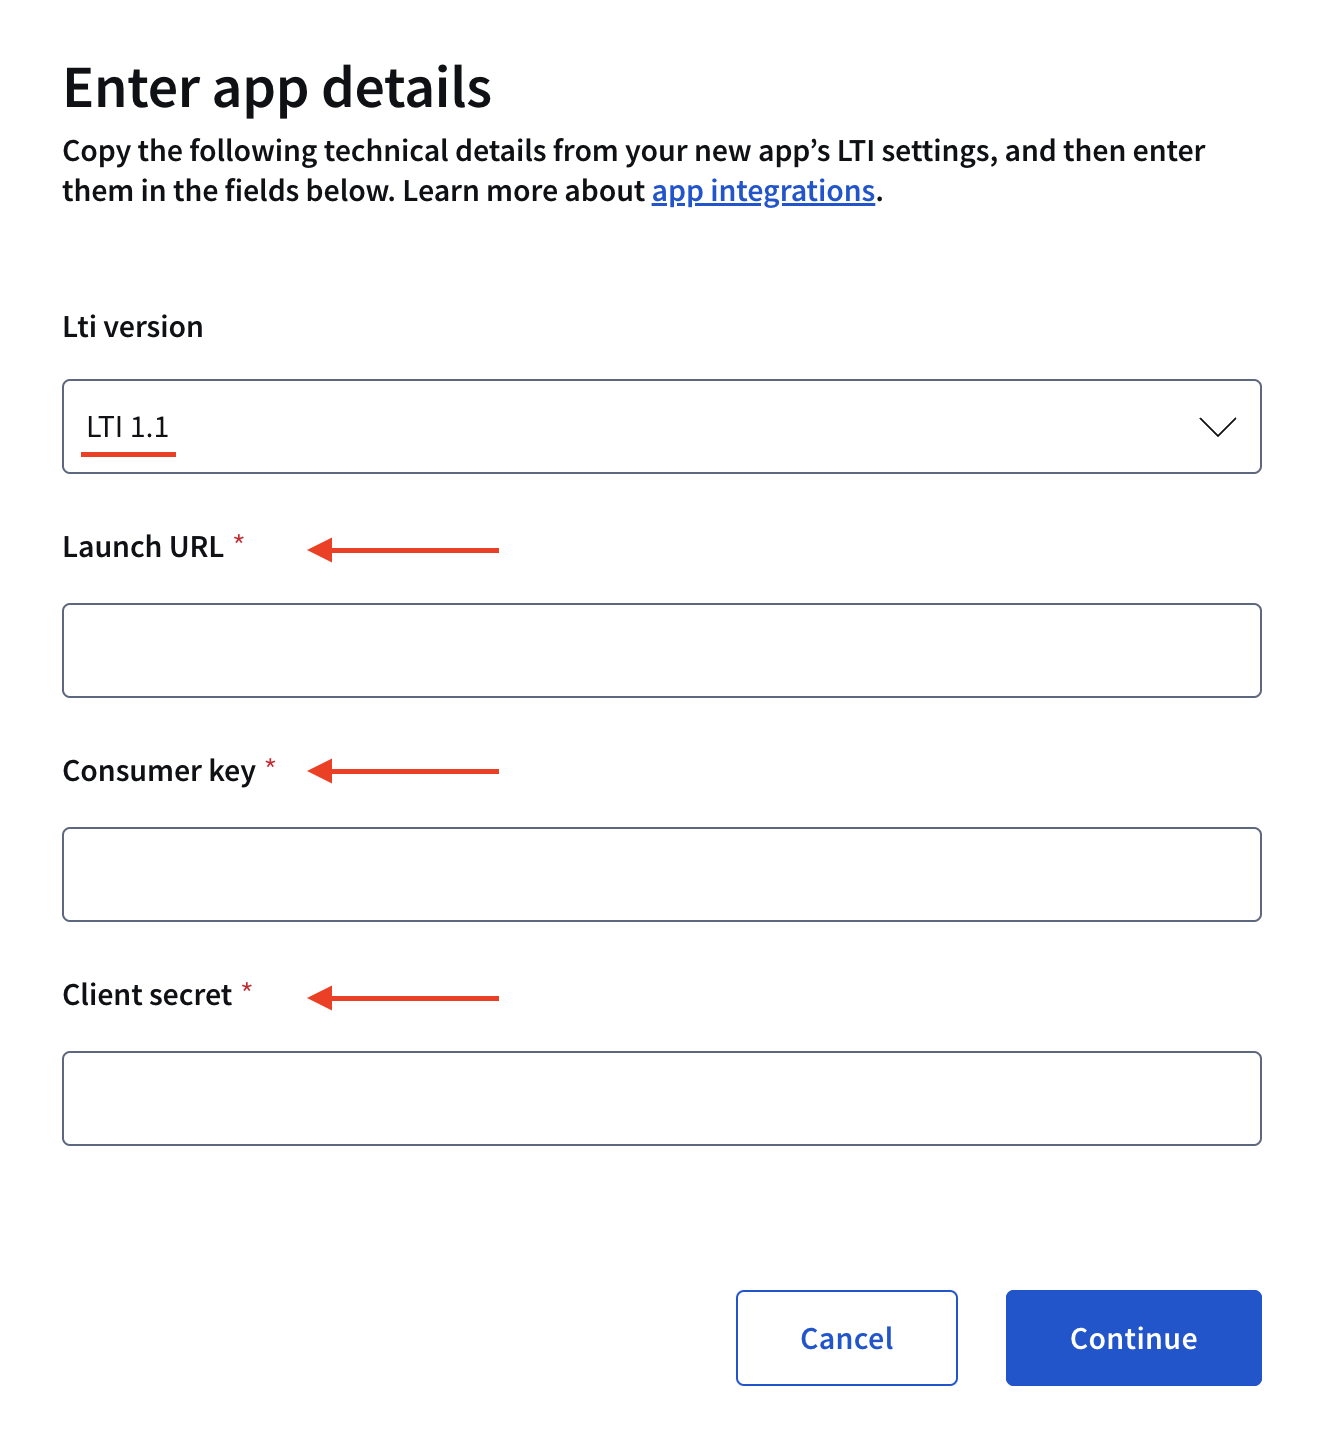 Enter app details
Copy the following technical details from your new app’s LTI settings, and then enter
them in the fields below. Learn more about app integrations.
Lti version
LTI 1.1
Launch URL *
Consumer key *
Client secret *
Cancel
Continue